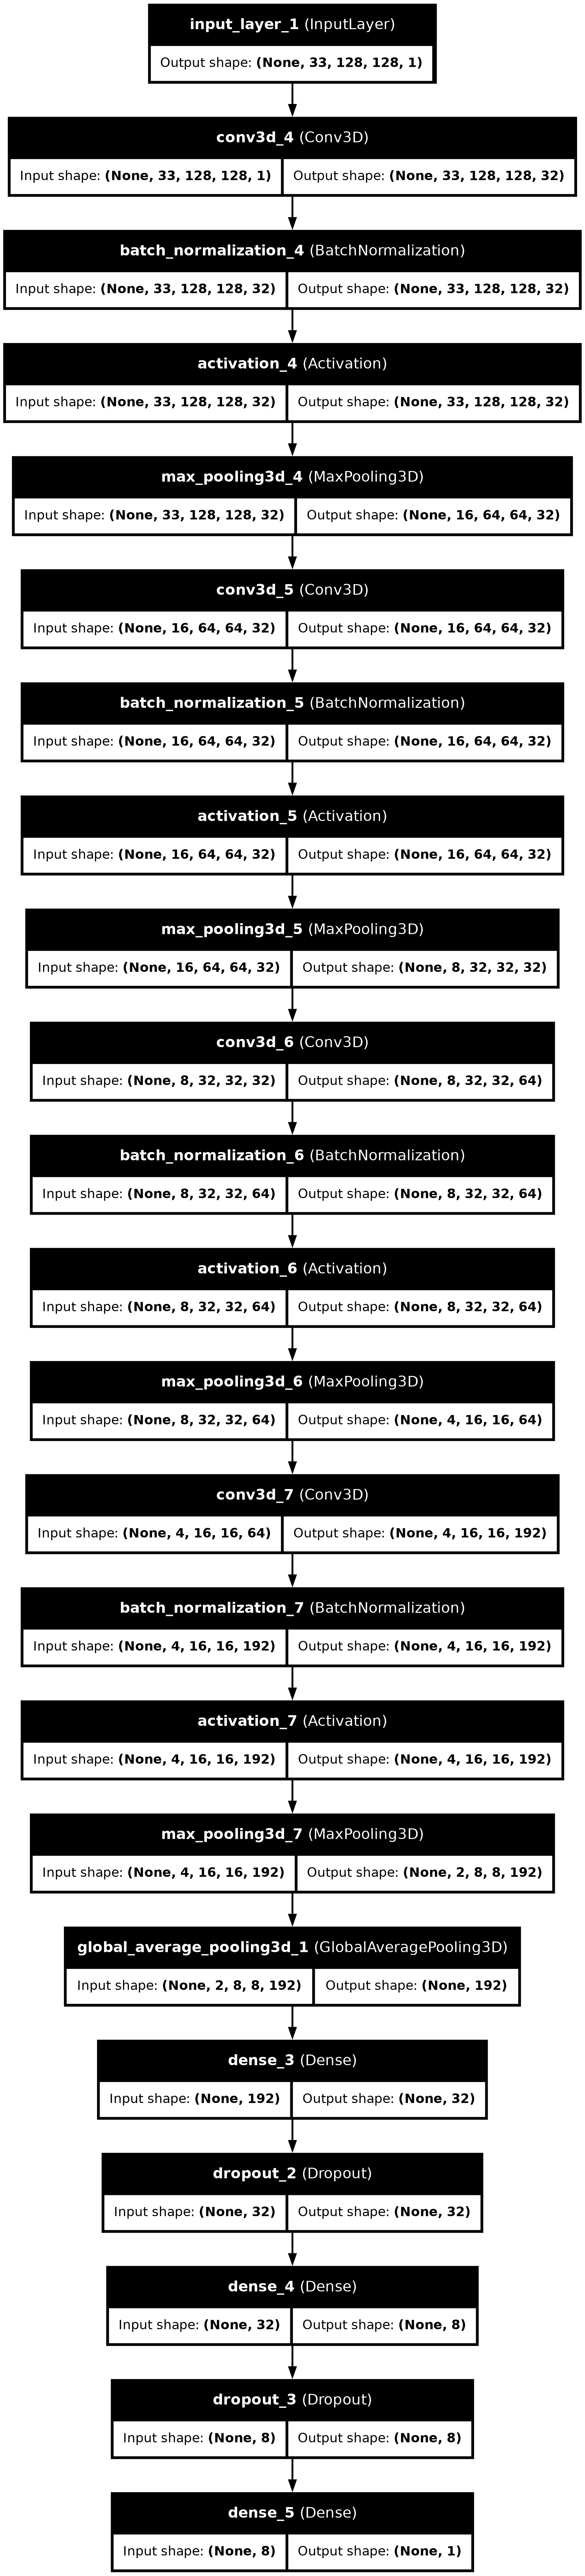 input_layer_1 (InputLayer)
Output shape: (None, 33, 128, 128, 1)
conv3d_4 (Conv3D)
Input shape: (None, 33, 128, 128, 1) Output shape: (None, 33, 128, 128, 32)
batch_normalization_4 (BatchNormalization)
Input shape: (None, 33, 128, 128, 32) Output shape: (None, 33, 128, 128, 32)
activation_4 (Activation)
Input shape: (None, 33, 128, 128, 32) Output shape: (None, 33, 128, 128, 32)
max_pooling3d_4 (MaxPooling3D)
Input shape: (None, 33, 128, 128, 32) Output shape: (None, 16, 64, 64, 32)
conv3d_5 (Conv3D)
Input shape: (None, 16, 64, 64, 32) Output shape: (None, 16, 64, 64, 32)
batch_normalization_5 (BatchNormalization)
Input shape: (None, 16, 64, 64, 32) Output shape: (None, 16, 64, 64, 32)
activation_5 (Activation)
Input shape: (None, 16, 64, 64, 32) Output shape: (None, 16, 64, 64, 32)
max_pooling3d_5 (MaxPooling3D)
Input shape: (None, 16, 64, 64, 32) Output shape: (None, 8, 32, 32, 32)
conv3d_6 (Conv3D)
Input shape: (None, 8, 32, 32, 32) Output shape: (None, 8, 32, 32, 64)
batch_normalization_6 (BatchNormalization)
Input shape: (None, 8, 32, 32, 64) Output shape: (None, 8, 32, 32, 64)
activation_6 (Activation)
Input shape: (None, 8, 32, 32, 64) Output shape: (None, 8, 32, 32, 64)
max_pooling3d_6 (MaxPooling3D)
Input shape: (None, 8, 32, 32, 64) Output shape: (None, 4, 16, 16, 64)
conv3d_7 (Conv3D)
Input shape: (None, 4, 16, 16, 64) Output shape: (None, 4, 16, 16, 192)
batch_normalization_7 (BatchNormalization)
Input shape: (None, 4, 16, 16, 192) Output shape: (None, 4, 16, 16, 192)
activation_7 (Activation)
Input shape: (None, 4, 16, 16, 192) Output shape: (None, 4, 16, 16, 192)
max_pooling3d_7 (MaxPooling3D)
Input shape: (None, 4, 16, 16, 192) Output shape: (None, 2, 8, 8, 192)
global_average_pooling3d_1 (GlobalAveragePooling3D)
Input shape: (None, 2, 8, 8, 192) Output shape: (None, 192)
dense_3 (Dense)
Input shape: (None, 192) Output shape: (None, 32)
dropout_2 (Dropout)
Input shape: (None, 32) Output shape: (None, 32)
dense_4 (Dense)
Input shape: (None, 32) Output shape: (None, 8)
dropout_3 (Dropout)
Input shape: (None, 8) Output shape: (None, 8)
dense_5 (Dense)
Input shape: (None, 8) Output shape: (None, 1)